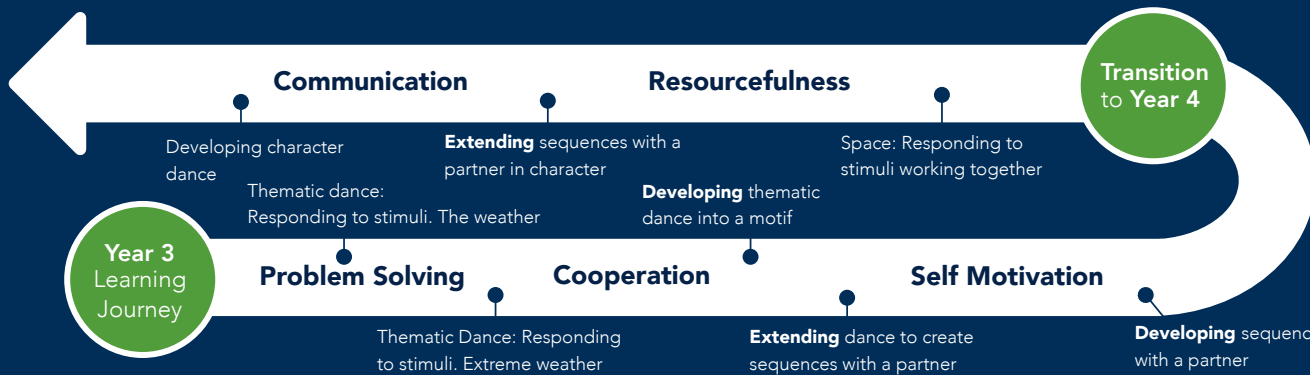 Communication
Resourcefulness
Transition
to Year 4
Developing character
dance
Extending sequences with a
partner in character
Space: Responding to
stimuli working together
Thematic dance:
Responding to stimuli. The weather
Developing thematic
dance into a motif
Year 3
Learning
Journey
Problem Solving
Cooperation
Self Motivation
Thematic Dance: Responding
to stimuli. Extreme weather
Extending dance to create
sequences with a partner
Developing
with a partner